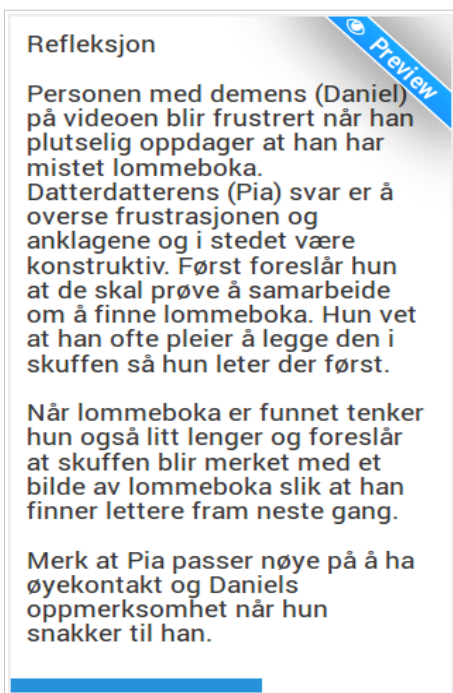 Refleksjon
Preview
Personen med demens (Daniel)
på videoen blir frustrert når han
plutselig oppdager at han har
mistet lommeboka.
Datterdatterens (Pia) svar er å
overse frustrasjonen og
anklagene og i stedet være
konstruktiv. Først foreslår hun
at de skal prøve å samarbeide
om å finne lommeboka. Hun vet
at han ofte pleier å legge den i
skuffen så hun leter der først.
Når lommeboka er funnet tenker
hun også litt lenger og foreslår
at skuffen blir merket med et
bilde av lommeboka slik at han
finner lettere fram neste gang.
Merk at Pia passer nøye på å ha
øyekontakt og Daniels
oppmerksomhet når hun
snakker til han.